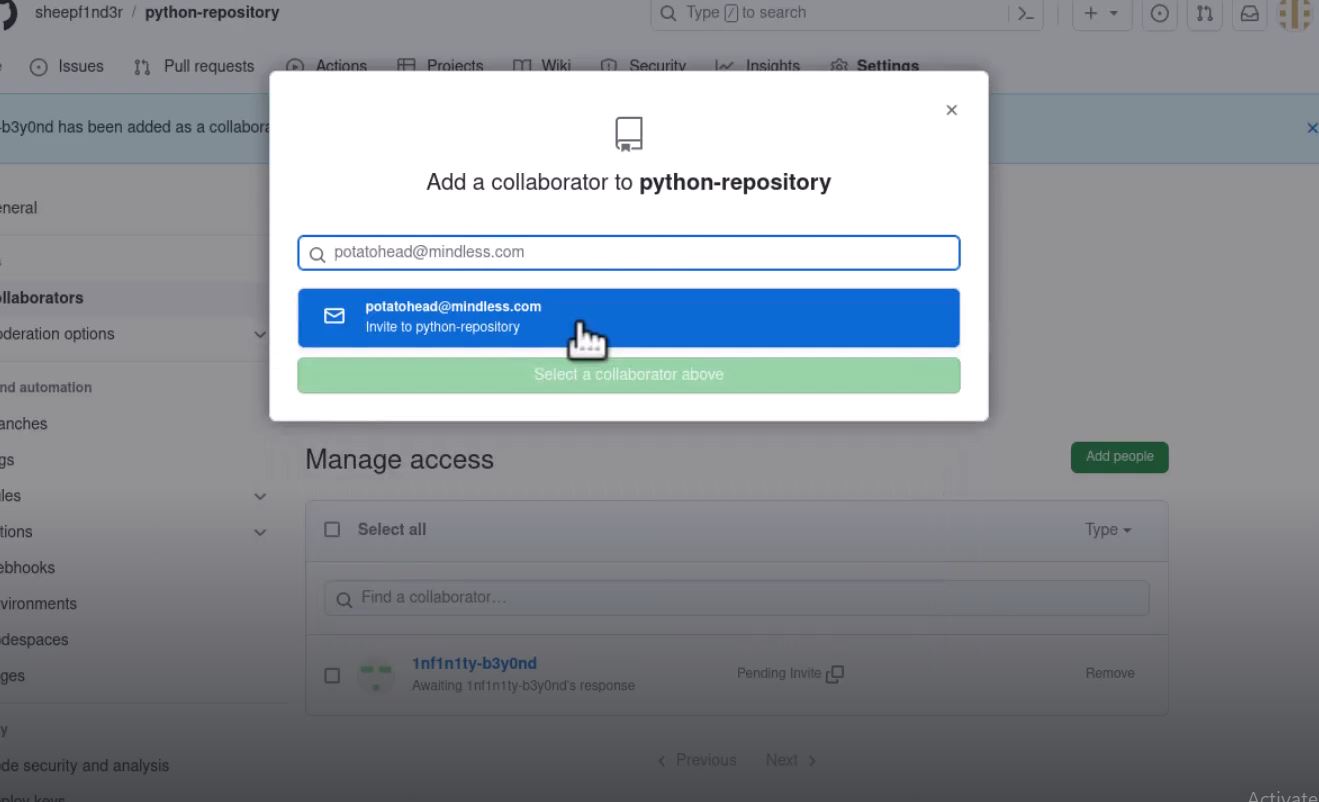 sheepf1nd3r / python-repository
Type / to search
Issues Pull requests Actions Projects Wiki Security Insights Settings
-b3y0nd has been added as a collabora
Add a collaborator to python-repository
eneral
potatohead@mindless.com
ollaborators
potatohead@mindless.com
Invite to python-repository
oderation options
Select a collaborator above
nd automation
anches
Manage access
Add people
gs
les
Select all
Type
tions
ebhooks
Find a collaborator...
vironments
despaces
1nf1n1ty-b3y0nd
Awaiting 1nf1n1ty-b3y0nd's response
Pending Invite
Remove
ges
y
Previous Next
de security and analysis
ploy keys
Activate